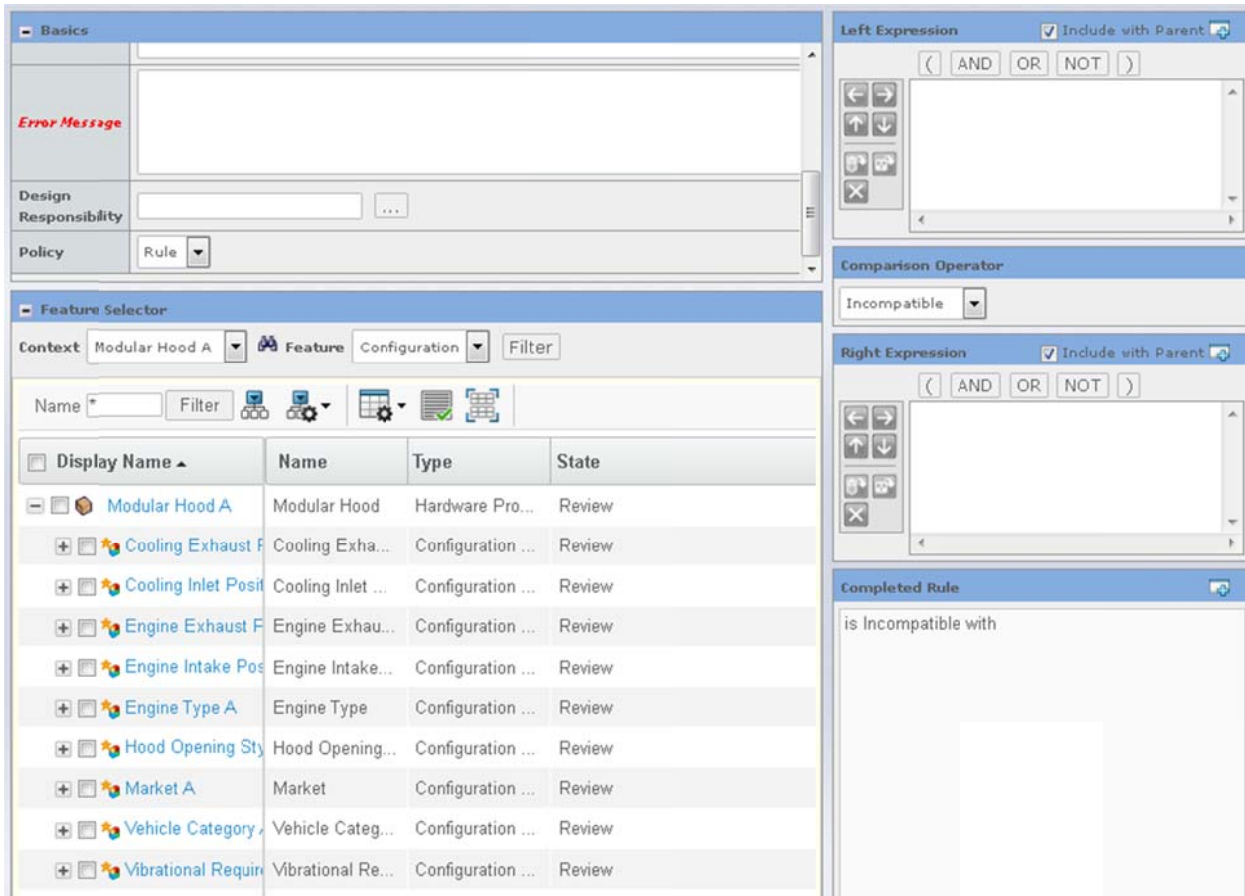 Basics
Error Message
Design
Responsibility
...
Policy
Rule
Feature Selector
Context Modular Hood A Feature Configuration Filter
Name * Filter
Display Name Name Type State
Modular Hood A Modular Hood Hardware Pro... Review
Cooling Exhaust Cooling Exha... Configuration ... Review
Cooling Inlet Posit Cooling Inlet ... Configuration ... Review
Engine Exhaust Engine Exhau... Configuration ... Review
Engine Intake Pos Engine Intake... Configuration ... Review
Engine Type A Engine Type Configuration ... Review
Hood Opening Sty Hood Opening... Configuration ... Review
Market A Market Configuration ... Review
Vehicle Category Vehicle Categ... Configuration ... Review
Vibrational Require Vibrational Re... Configuration ... Review
Left Expression Include with Parent
( AND OR NOT )
Comparison Operator
Incompatible
Right Expression Include with Parent
( AND OR NOT )
Completed Rule
is Incompatible with